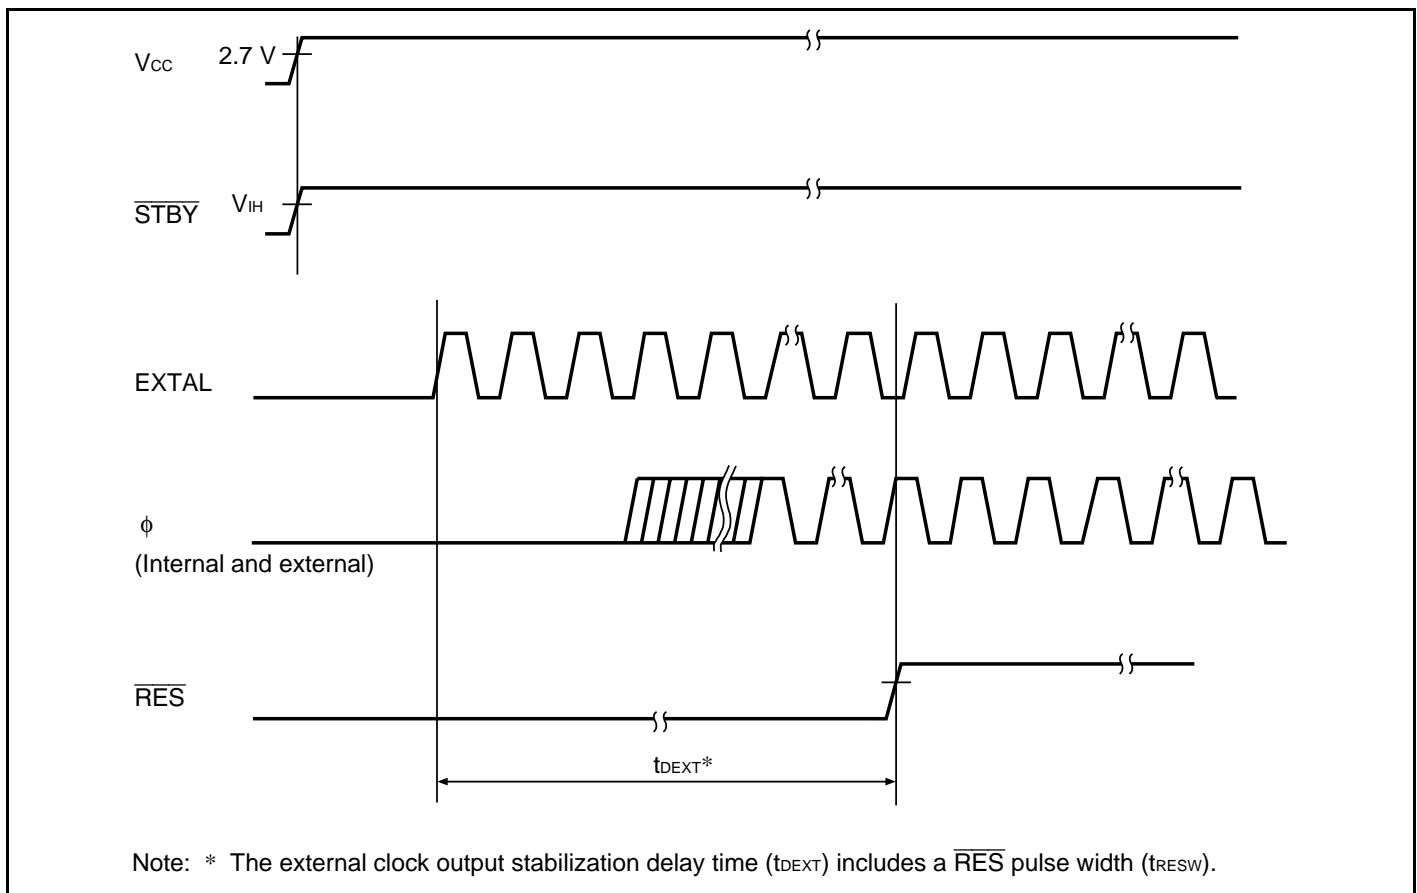 Vcc 2.7 V
STBY VIH
EXTAL
ϕ
(Internal and external)
RES
tDEXT*
Note: * The external clock output stabilization delay time (tDEXT) includes a RES pulse width (tRESW).